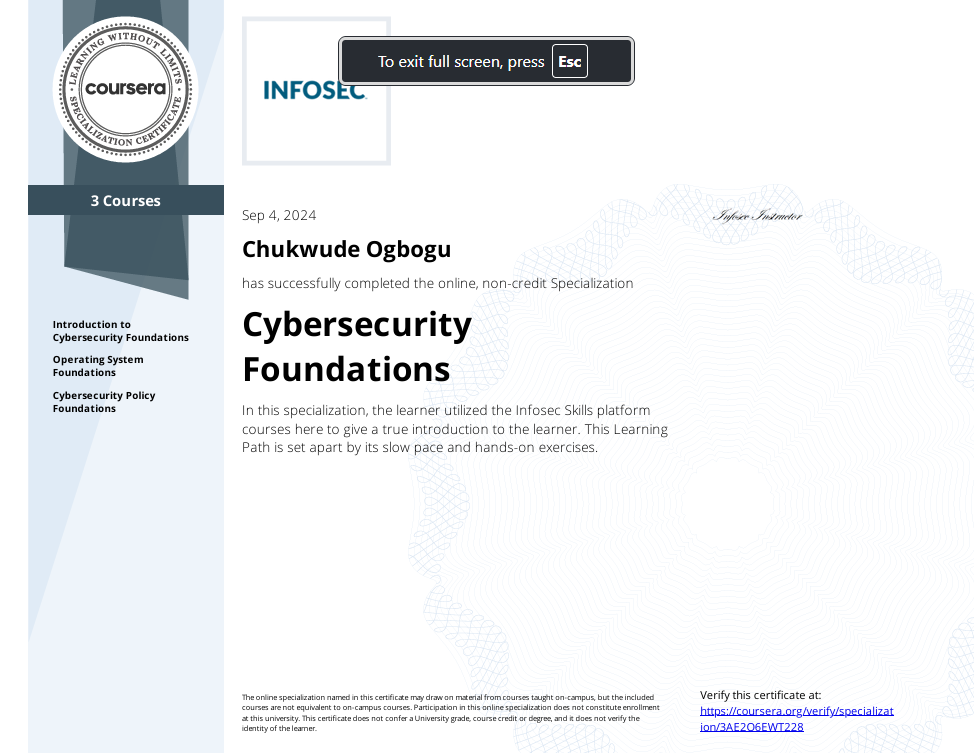 LEARNING WITHOUT LIMITS
coursera
SPECIALIZATION CERTIFICATE
INFOSEC
To exit full screen, press Esc
3 Courses
Introduction to
Cybersecurity Foundations
Operating System
Foundations
Cybersecurity Policy
Foundations
Sep 4, 2024
Infosec Instructor
Chukwude Ogbogu
has successfully completed the online, non-credit Specialization
Cybersecurity
Foundations
In this specialization, the learner utilized the Infosec Skills platform
courses here to give a true introduction to the learner. This Learning
Path is set apart by its slow pace and hands-on exercises.
The online specialization named in this certificate may draw on material from courses taught on-campus, but the included
courses are not equivalent to on-campus courses. Participation in this online specialization does not constitute enrollment
at this university. This certificate does not confer a University grade, course credit or degree, and it does not verify the
identity of the learner.
Verify this certificate at:
https://coursera.org/verify/specializat
ion/3AE2O6EWT228